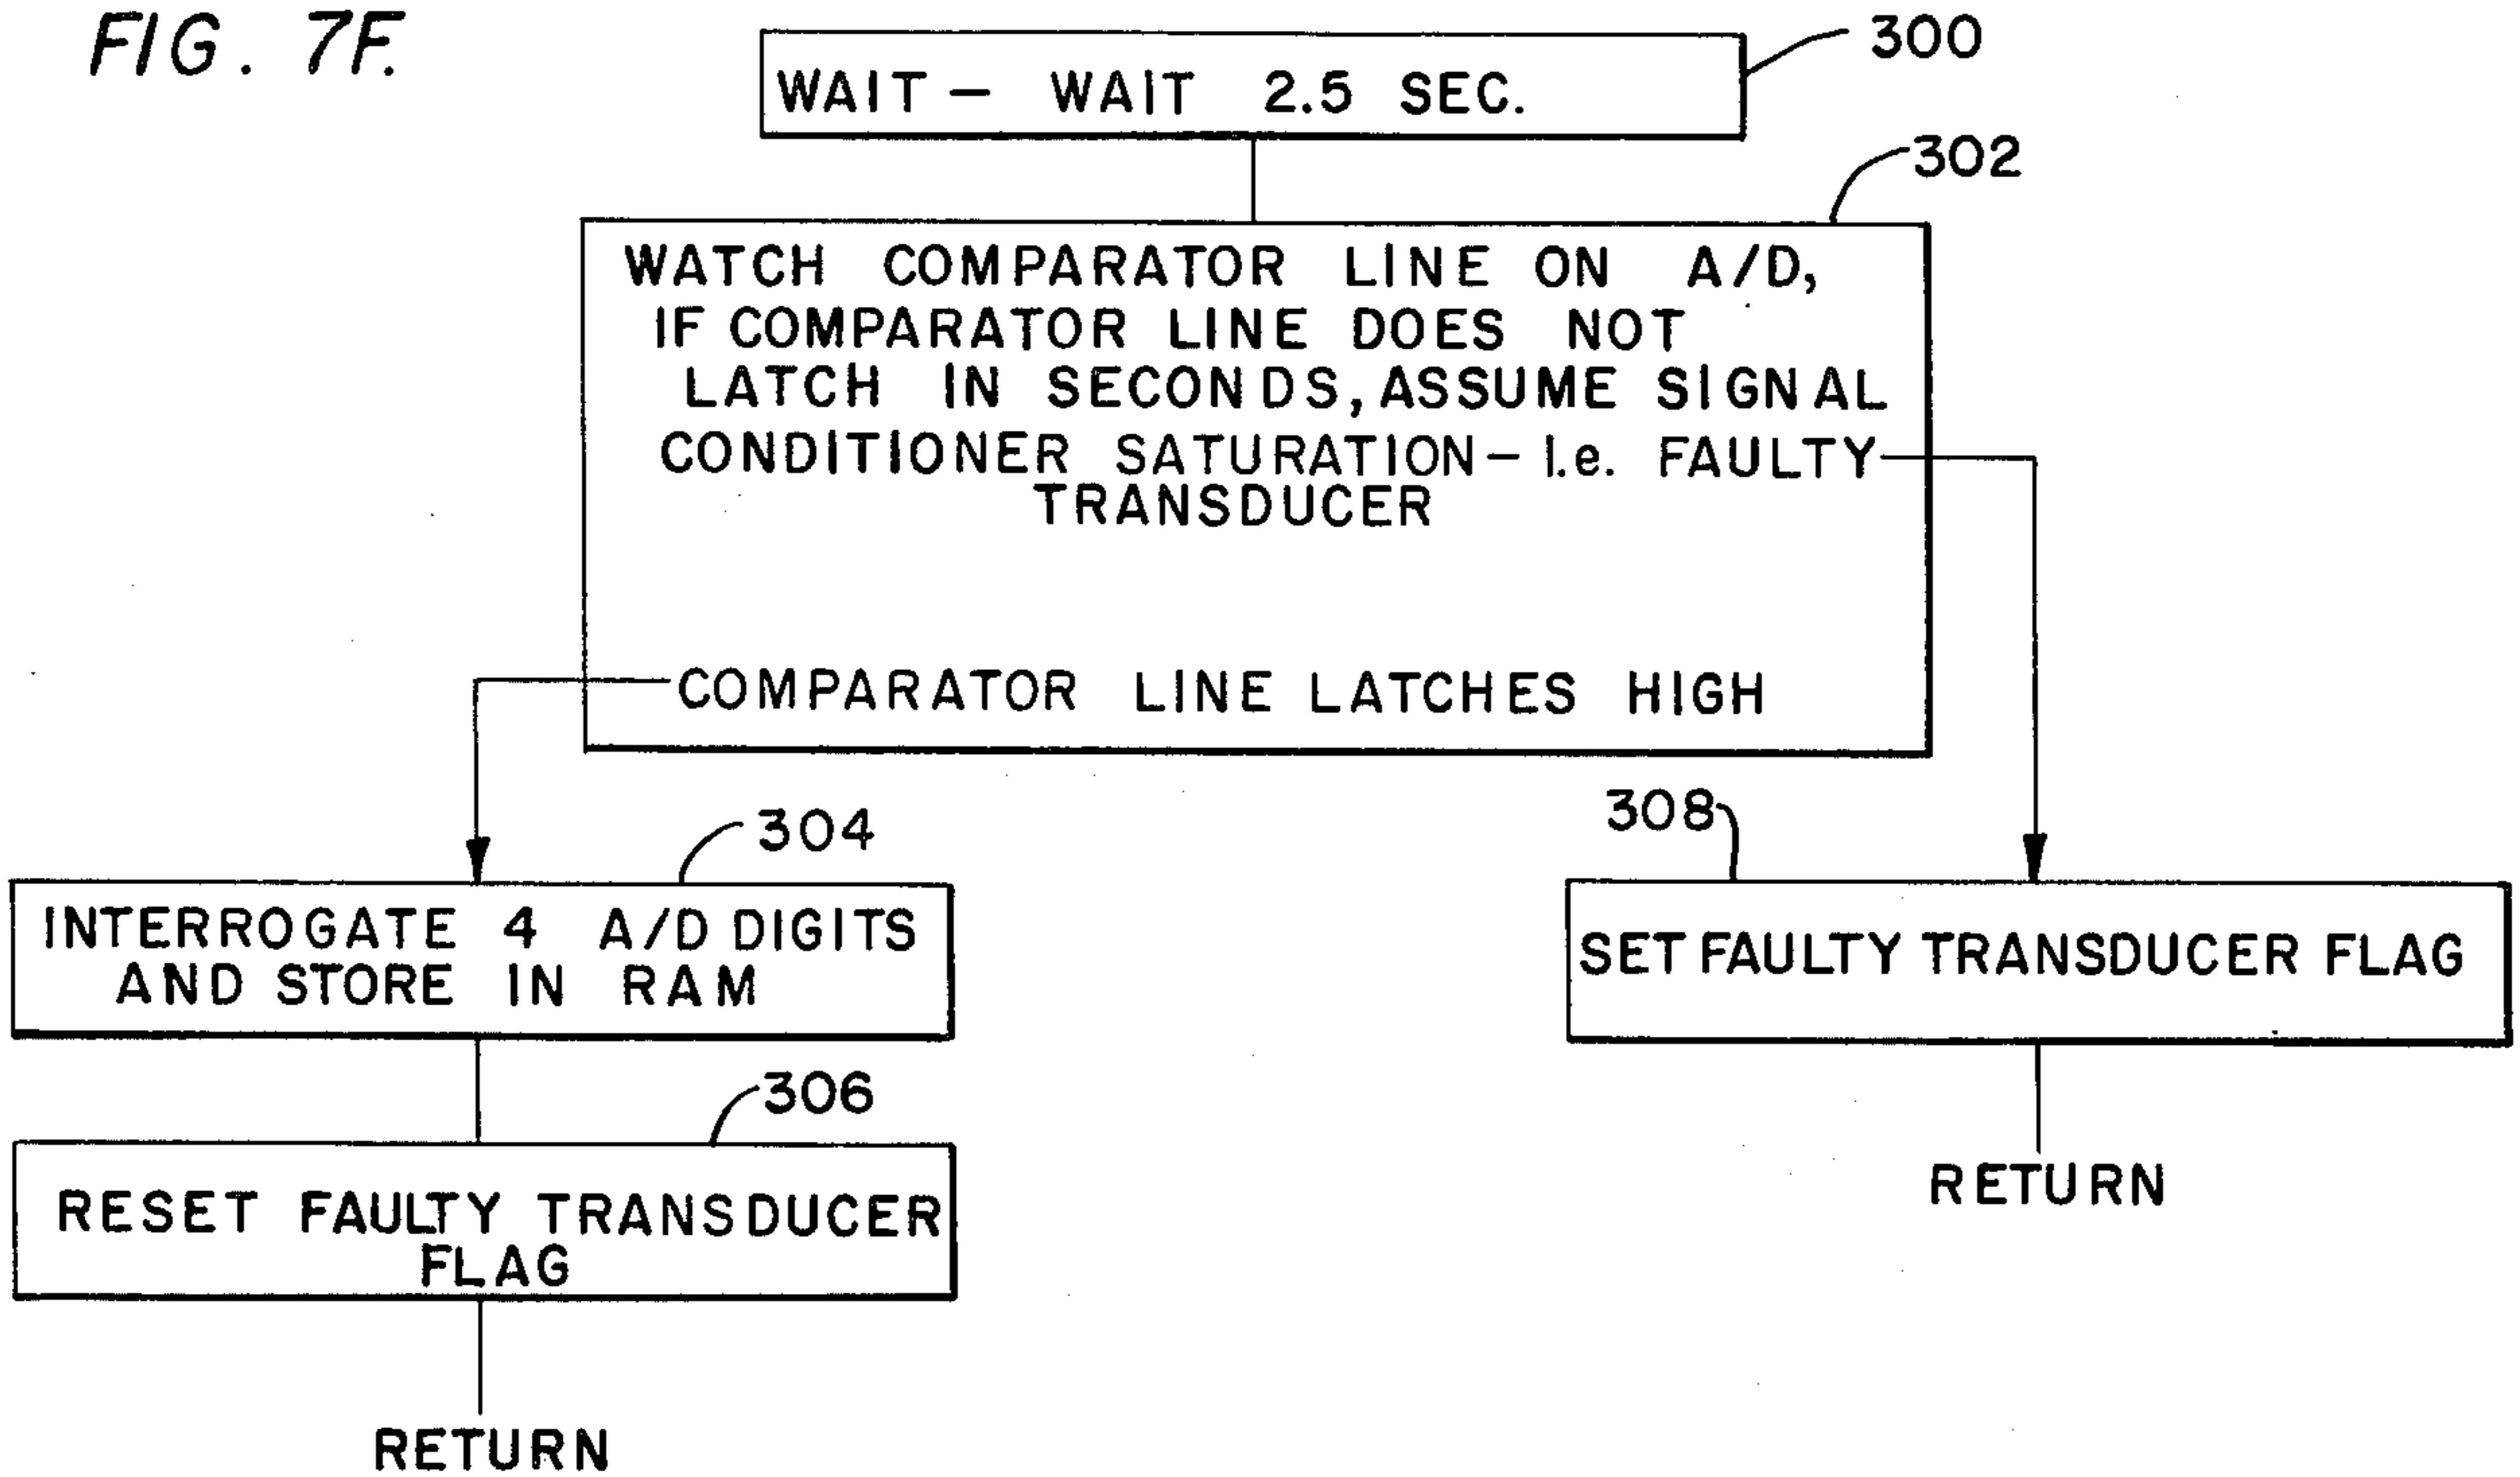 FIG. 7F.
300
WAIT — WAIT 2.5 SEC.
302
WATCH COMPARATOR LINE ON A/D,
IF COMPARATOR LINE DOES NOT
LATCH IN SECONDS, ASSUME SIGNAL
CONDITIONER SATURATION — I.e. FAULTY
TRANSDUCER
COMPARATOR LINE LATCHES HIGH
304
INTERROGATE 4 A/D DIGITS
AND STORE IN RAM
308
SET FAULTY TRANSDUCER FLAG
306
RESET FAULTY TRANSDUCER
FLAG
RETURN
RETURN